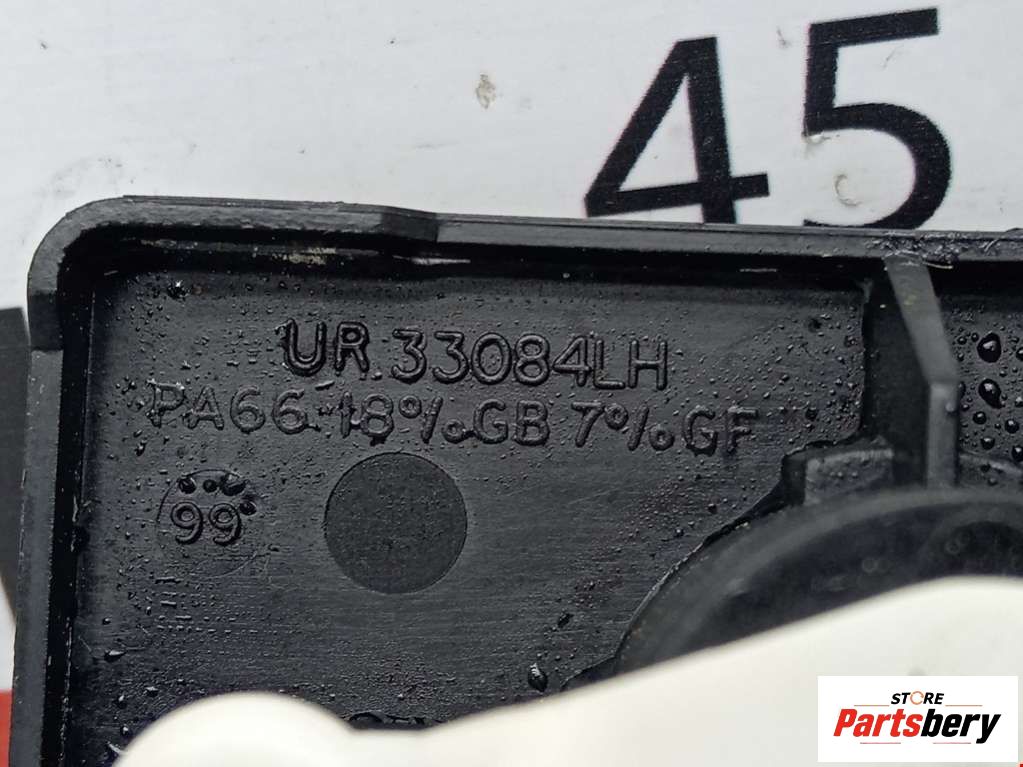 45
UR 33084LH
PA66 18% GB 7% GF
99
STORE
Partsbery